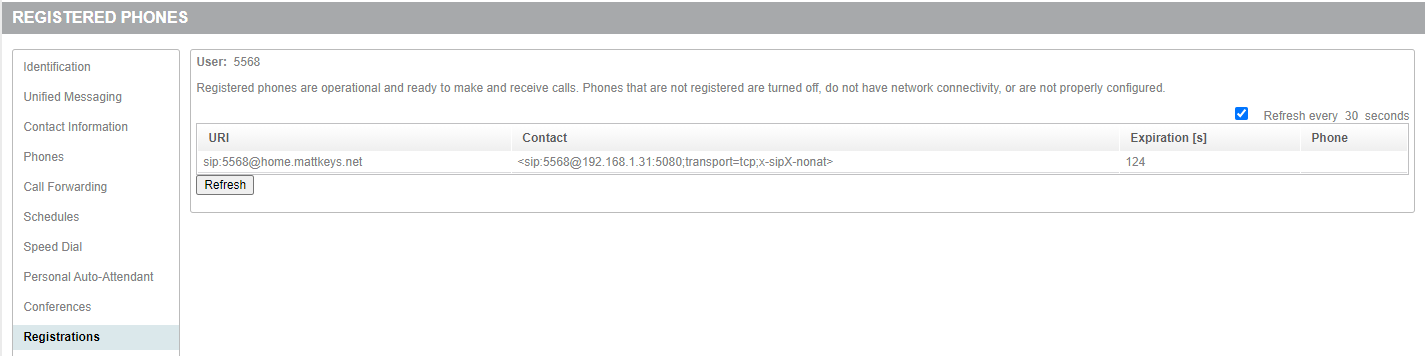 REGISTERED PHONES
Identification
Unified Messaging
Contact Information
Phones
Call Forwarding
Schedules
Speed Dial
Personal Auto-Attendant
Conferences
Registrations
User: 5568
Registered phones are operational and ready to make and receive calls. Phones that are not registered are turned off, do not have network connectivity, or are not properly configured.
Refresh every 30 seconds
URI Contact Expiration [s] Phone
sip:5568@home.mattkeys.net <sip:5568@192.168.1.31:5080;transport=tcp;x-sipX-nonat> 124
Refresh